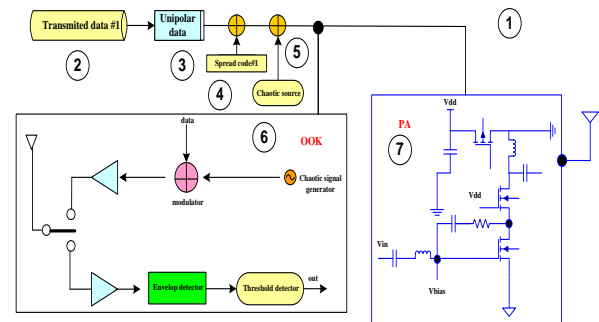 1
Transmited data #1
Unipolar
data
2
3
4
5
Spread code#1
Chaotic source
data
6
OOK
modulator
Chaotic signal
generator
Envelop detector
Threshold detector
out
Vdd
PA
7
Vdd
Vin
Vbias